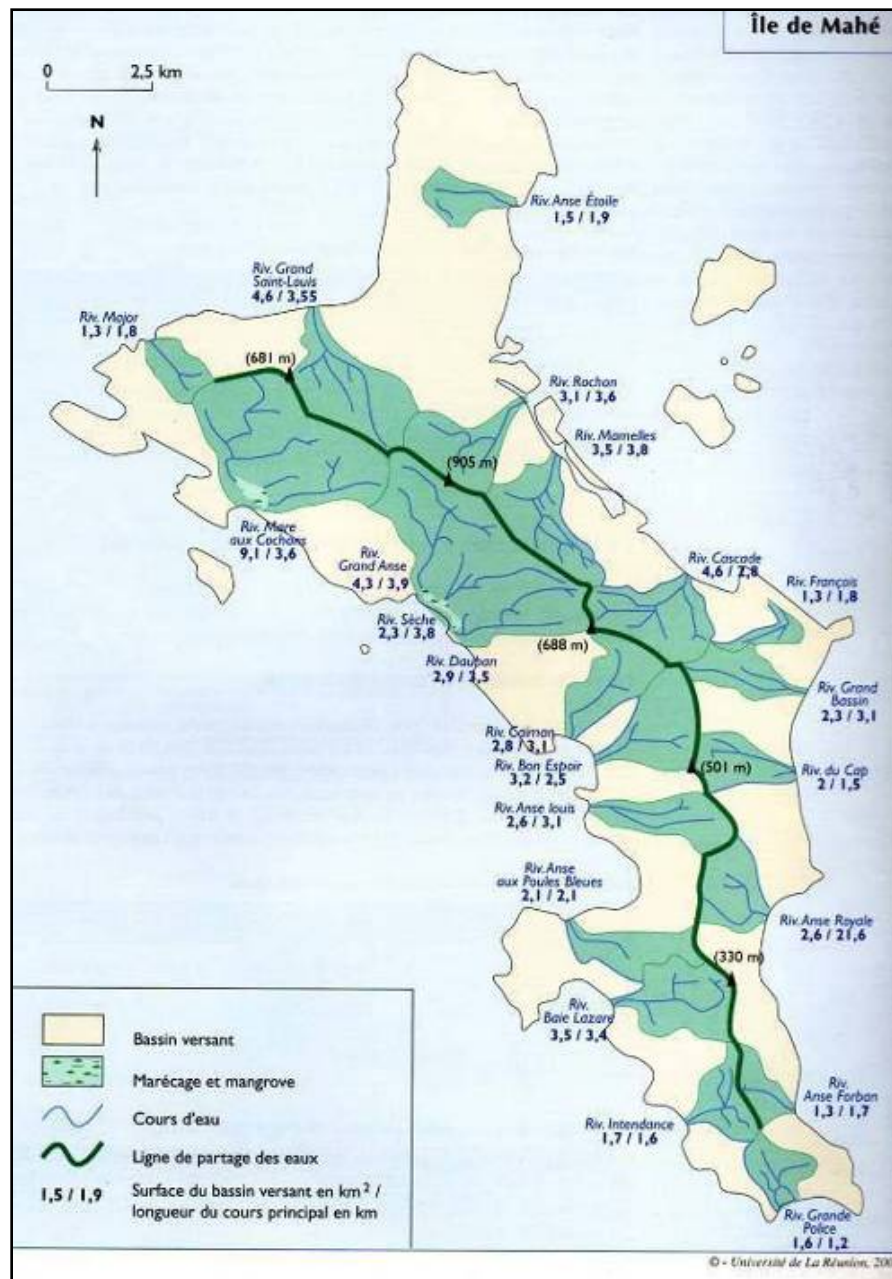 Île de Mahé
0 2,5 km
N
Riv. Anse Étoile
1,5 / 1,9
Riv. Grand
Saint-Louis
4,6 / 3,55
Riv. Major
1,3 / 1,8
(681 m)
Riv. Rochon
3,1 / 3,6
Riv. Mamelles
3,5 / 3,8
(905 m)
Riv. Mare
aux Cochons
9,1 / 3,6
Riv.
Grand Anse
4,3 / 3,9
Riv. Cascade
4,6 / 2,8
Riv. François
1,3 / 1,8
Riv. Sèche
2,3 / 3,8
(688 m)
Riv. Dauban
2,9 / 3,5
Riv. Grand
Bassin
2,3 / 3,1
Riv. Caiman
2,8 / 3,1
Riv. Bon Espoir
3,2 / 2,5
(501 m)
Riv. du Cap
2 / 1,5
Riv. Anse louis
2,6 / 3,1
Riv. Anse
aux Poules Bleues
2,1 / 2,1
Riv. Anse Royale
2,6 / 21,6
(330 m)
Riv.
Baie Lazare
3,5 / 3,4
Riv.
Anse Forban
1,3 / 1,7
Riv. Intendance
1,7 / 1,6
Riv. Grande
Police
1,6 / 1,2
Bassin versant
Marécage et mangrove
Cours d'eau
Ligne de partage des eaux
1,5 / 1,9 Surface du bassin versant en km² /
longueur du cours principal en km
© - Université de La Réunion,